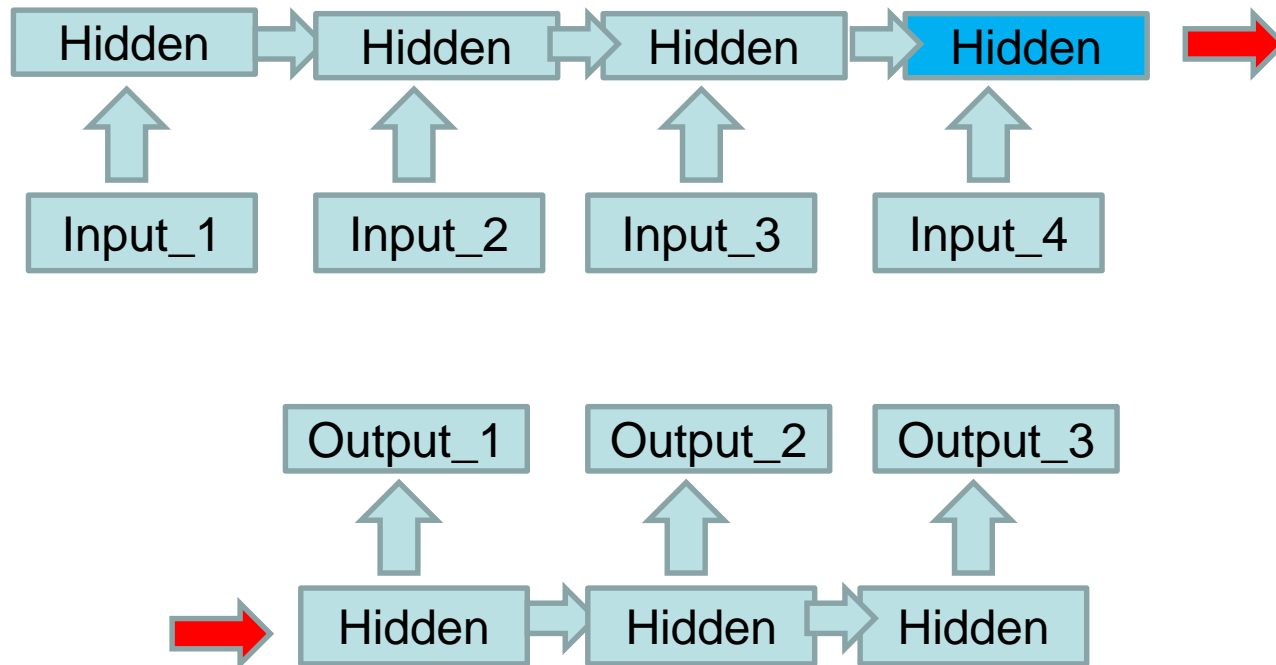 Hidden Hidden Hidden Hidden
Input_1 Input_2 Input_3 Input_4
Output_1 Output_2 Output_3
Hidden Hidden Hidden